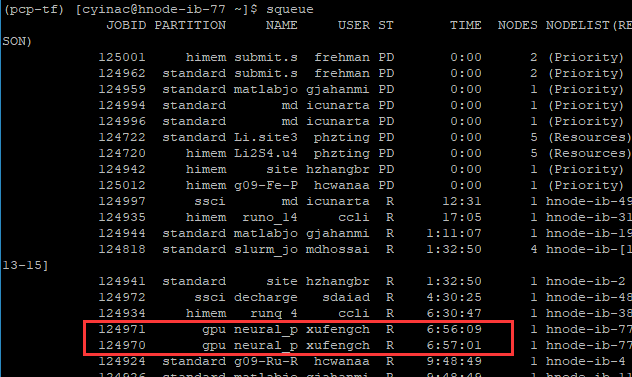 (pcp-tf) [cyinac@hnode-ib-77 ~]$ squeue
JOBID PARTITION NAME USER ST TIME NODES NODELIST(REA
SON)
125001 himem submit.s frehman PD 0:00 2 (Priority)
124962 standard submit.s frehman PD 0:00 2 (Priority)
124959 standard matlabjo gjahanmi PD 0:00 1 (Priority)
124994 standard md icunarta PD 0:00 1 (Priority)
124996 standard md icunarta PD 0:00 1 (Priority)
124722 standard Li.site3 phzting PD 0:00 5 (Resources)
124720 himem Li2S4.u4 phzting PD 0:00 5 (Resources)
124942 himem site hzhangbr PD 0:00 1 (Priority)
125012 himem g09-Fe-P hcwanaa PD 0:00 1 (Priority)
124997 ssci md icunarta R 12:31 1 hnode-ib-49
124935 himem runo_14 ccli R 17:05 1 hnode-ib-31
124944 standard matlabjo gjahanmi R 1:11:07 1 hnode-ib-19
124818 standard slurm_jo mdhossai R 1:32:50 4 hnode-ib-[1
13-15]
124941 standard site hzhangbr R 1:32:50 1 hnode-ib-2
124972 ssci decharge sdaiad R 4:30:25 1 hnode-ib-48
124934 himem runq_4 ccli R 6:30:47 1 hnode-ib-38
124971 gpu neural_p xufengch R 6:56:09 1 hnode-ib-77
124970 gpu neural_p xufengch R 6:57:01 1 hnode-ib-77
124924 standard g09-Ru-R hcwanaa R 9:48:49 1 hnode-ib-4
124926 standard md icunarta R 9:48:49